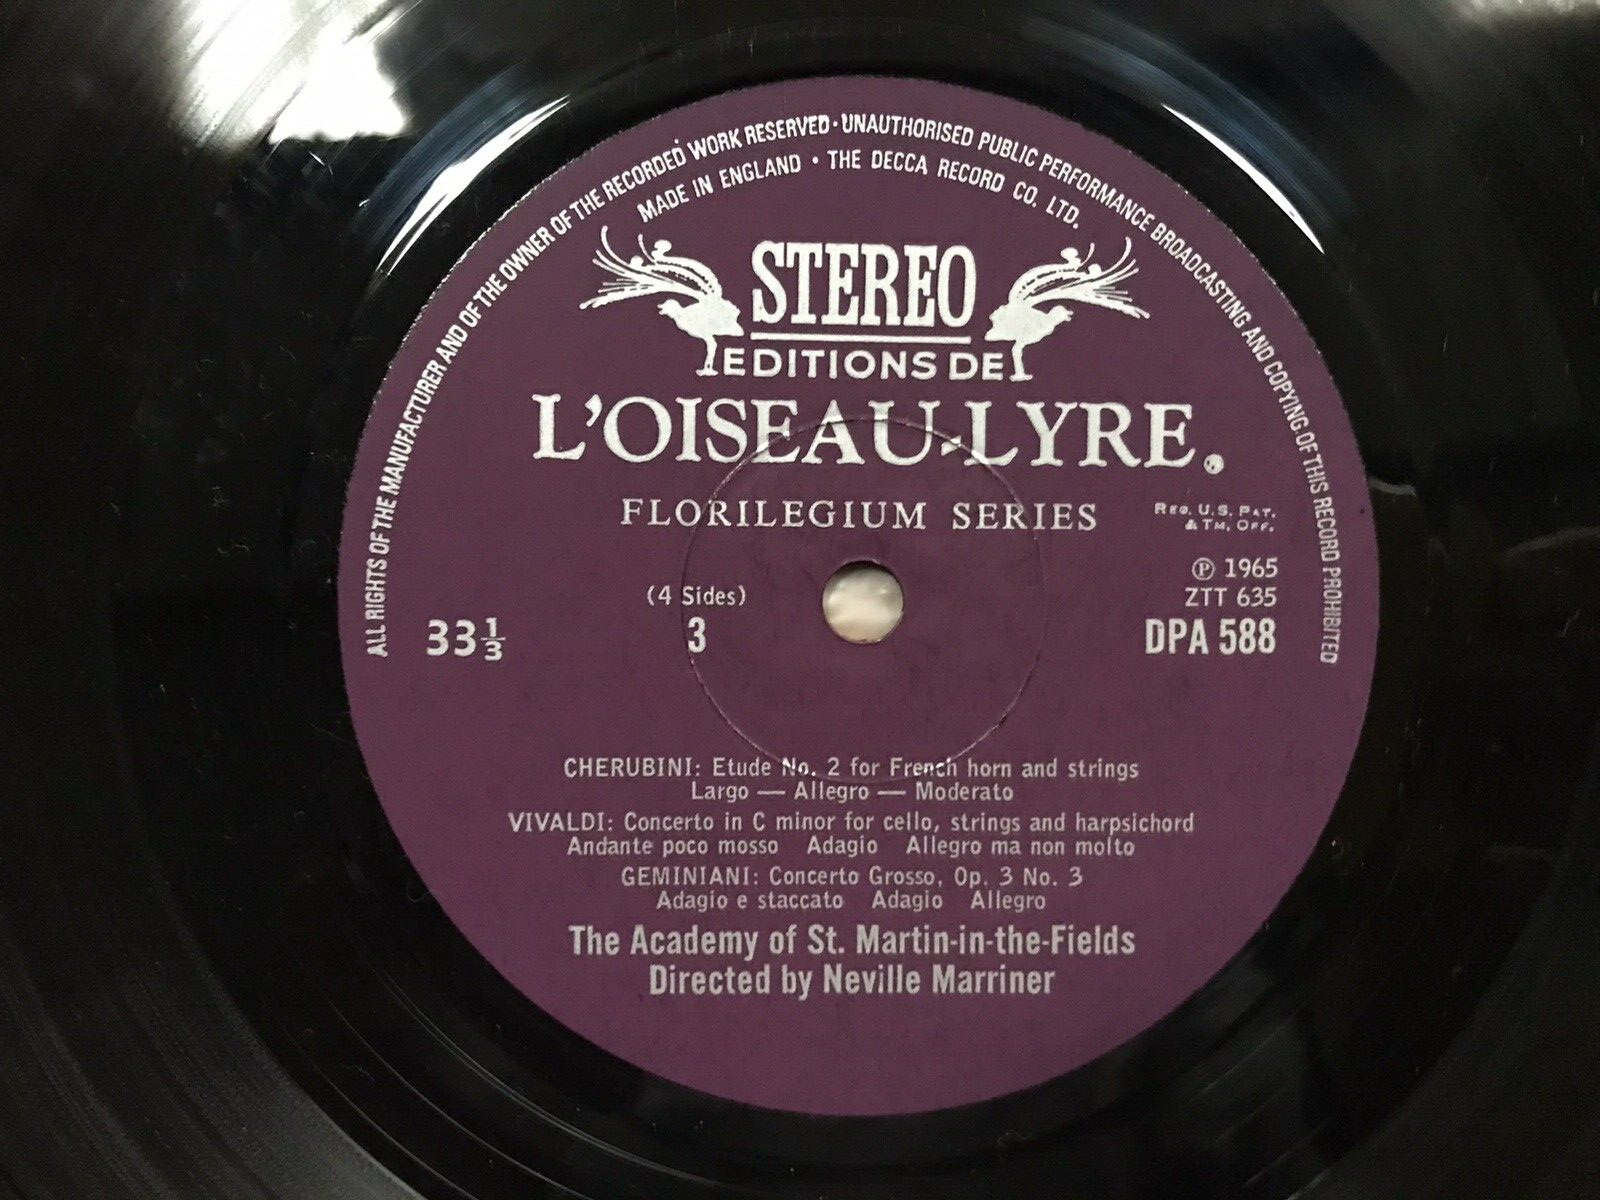 ALL RIGHTS OF THE MANUFACTURER AND OF THE OWNER OF THE RECORDED WORK RESERVED · UNAUTHORISED PUBLIC PERFORMANCE BROADCASTING AND COPYING OF THIS RECORD PROHIBITED
MADE IN ENGLAND · THE DECCA RECORD CO. LTD.
STEREO
EDITIONS DE
L'OISEAU-LYRE®
FLORILEGIUM SERIES
REG. U.S. PAT.
& TM. OFF.
℗ 1965
(4 Sides)
ZTT 635
33⅓
3
DPA 588
CHERUBINI: Etude No. 2 for French horn and strings
Largo — Allegro — Moderato
VIVALDI: Concerto in C minor for cello, strings and harpsichord
Andante poco mosso Adagio Allegro ma non molto
GEMINIANI: Concerto Grosso, Op. 3 No. 3
Adagio e staccato Adagio Allegro
The Academy of St. Martin-in-the-Fields
Directed by Neville Marriner